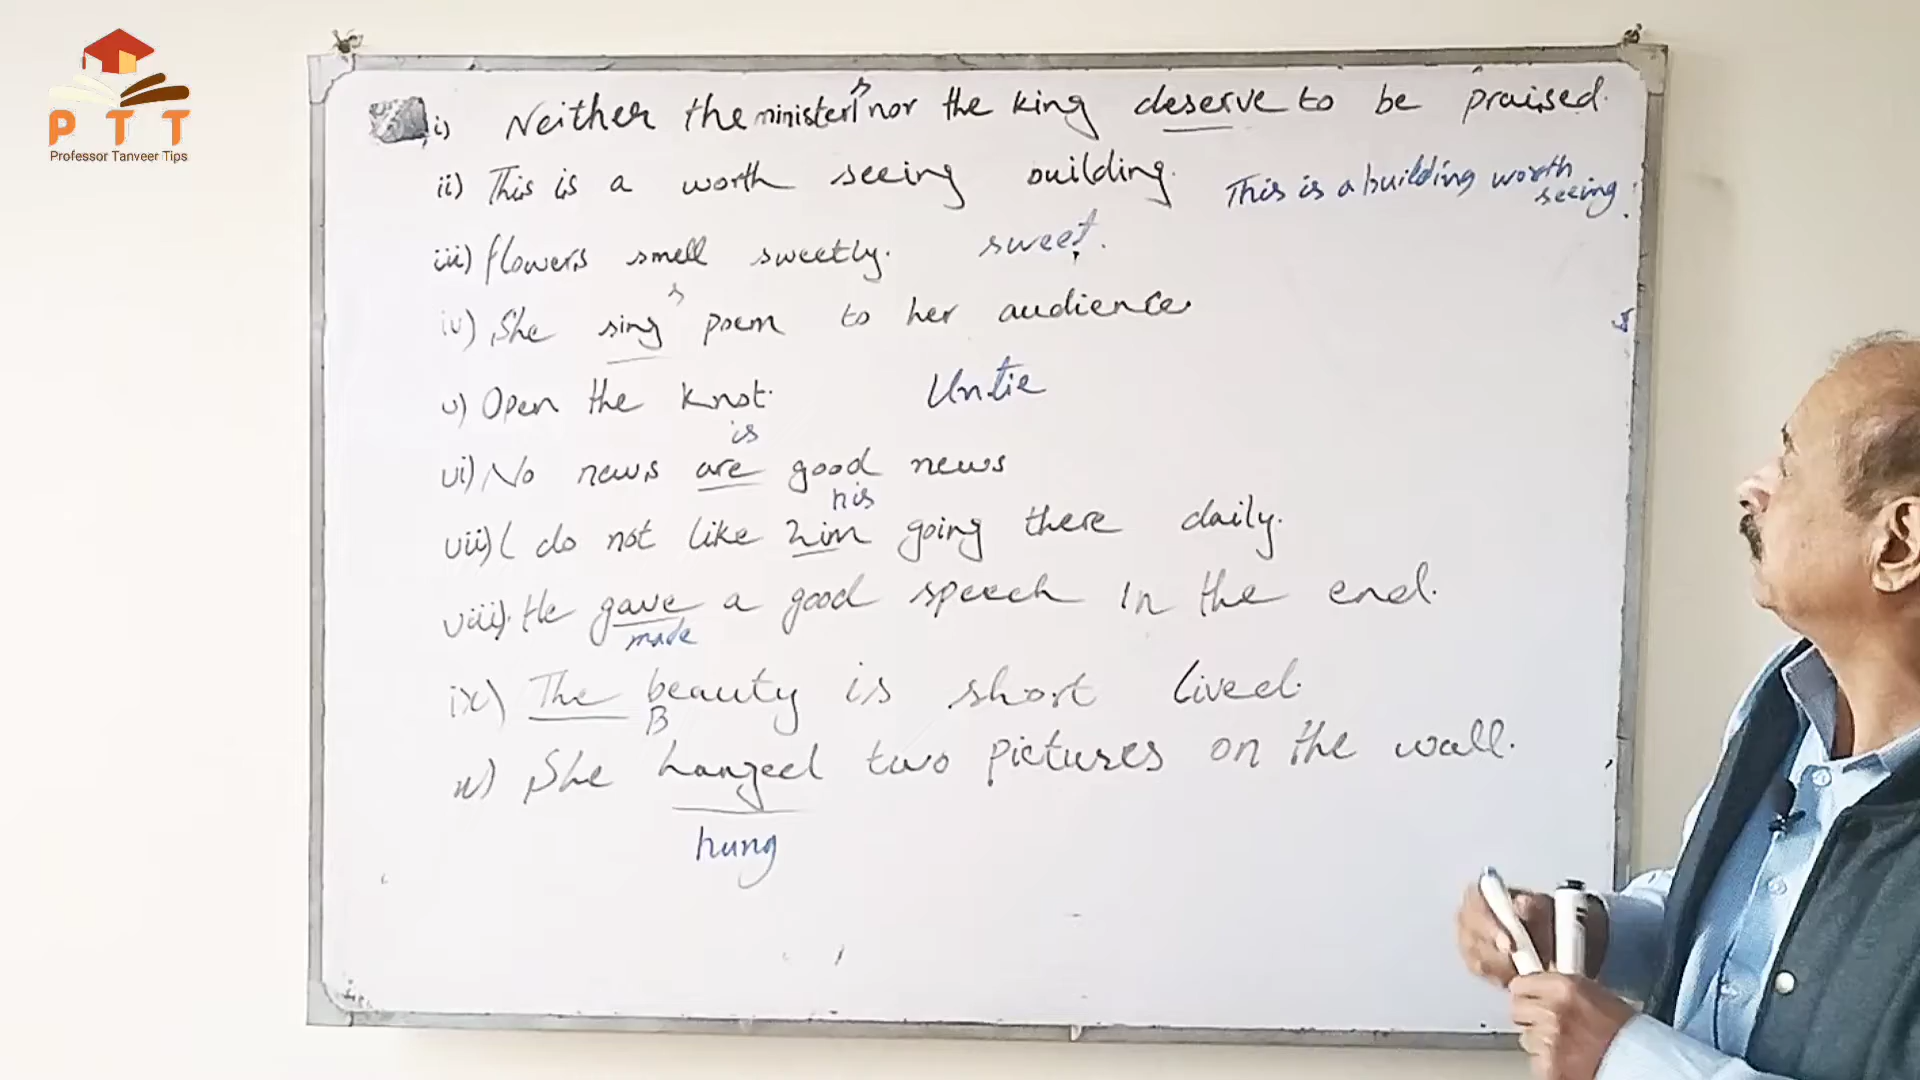 PTT
Professor Tanveer Tips
s
i) Neither the minister nor the king deserve to be praised.
ii) This is a worth seeing building. This is a building worth
seeing.
iii) flowers smell sweetly. sweet.
s
iv) She sing poem to her audience
v) Open the knot. Untie
is
vi) No news are good news
his
vii) I do not like him going there daily.
viii). He gave a good speech in the end.
made
ix) The beauty is short lived.
B
x) She hanged two pictures on the wall.
hung